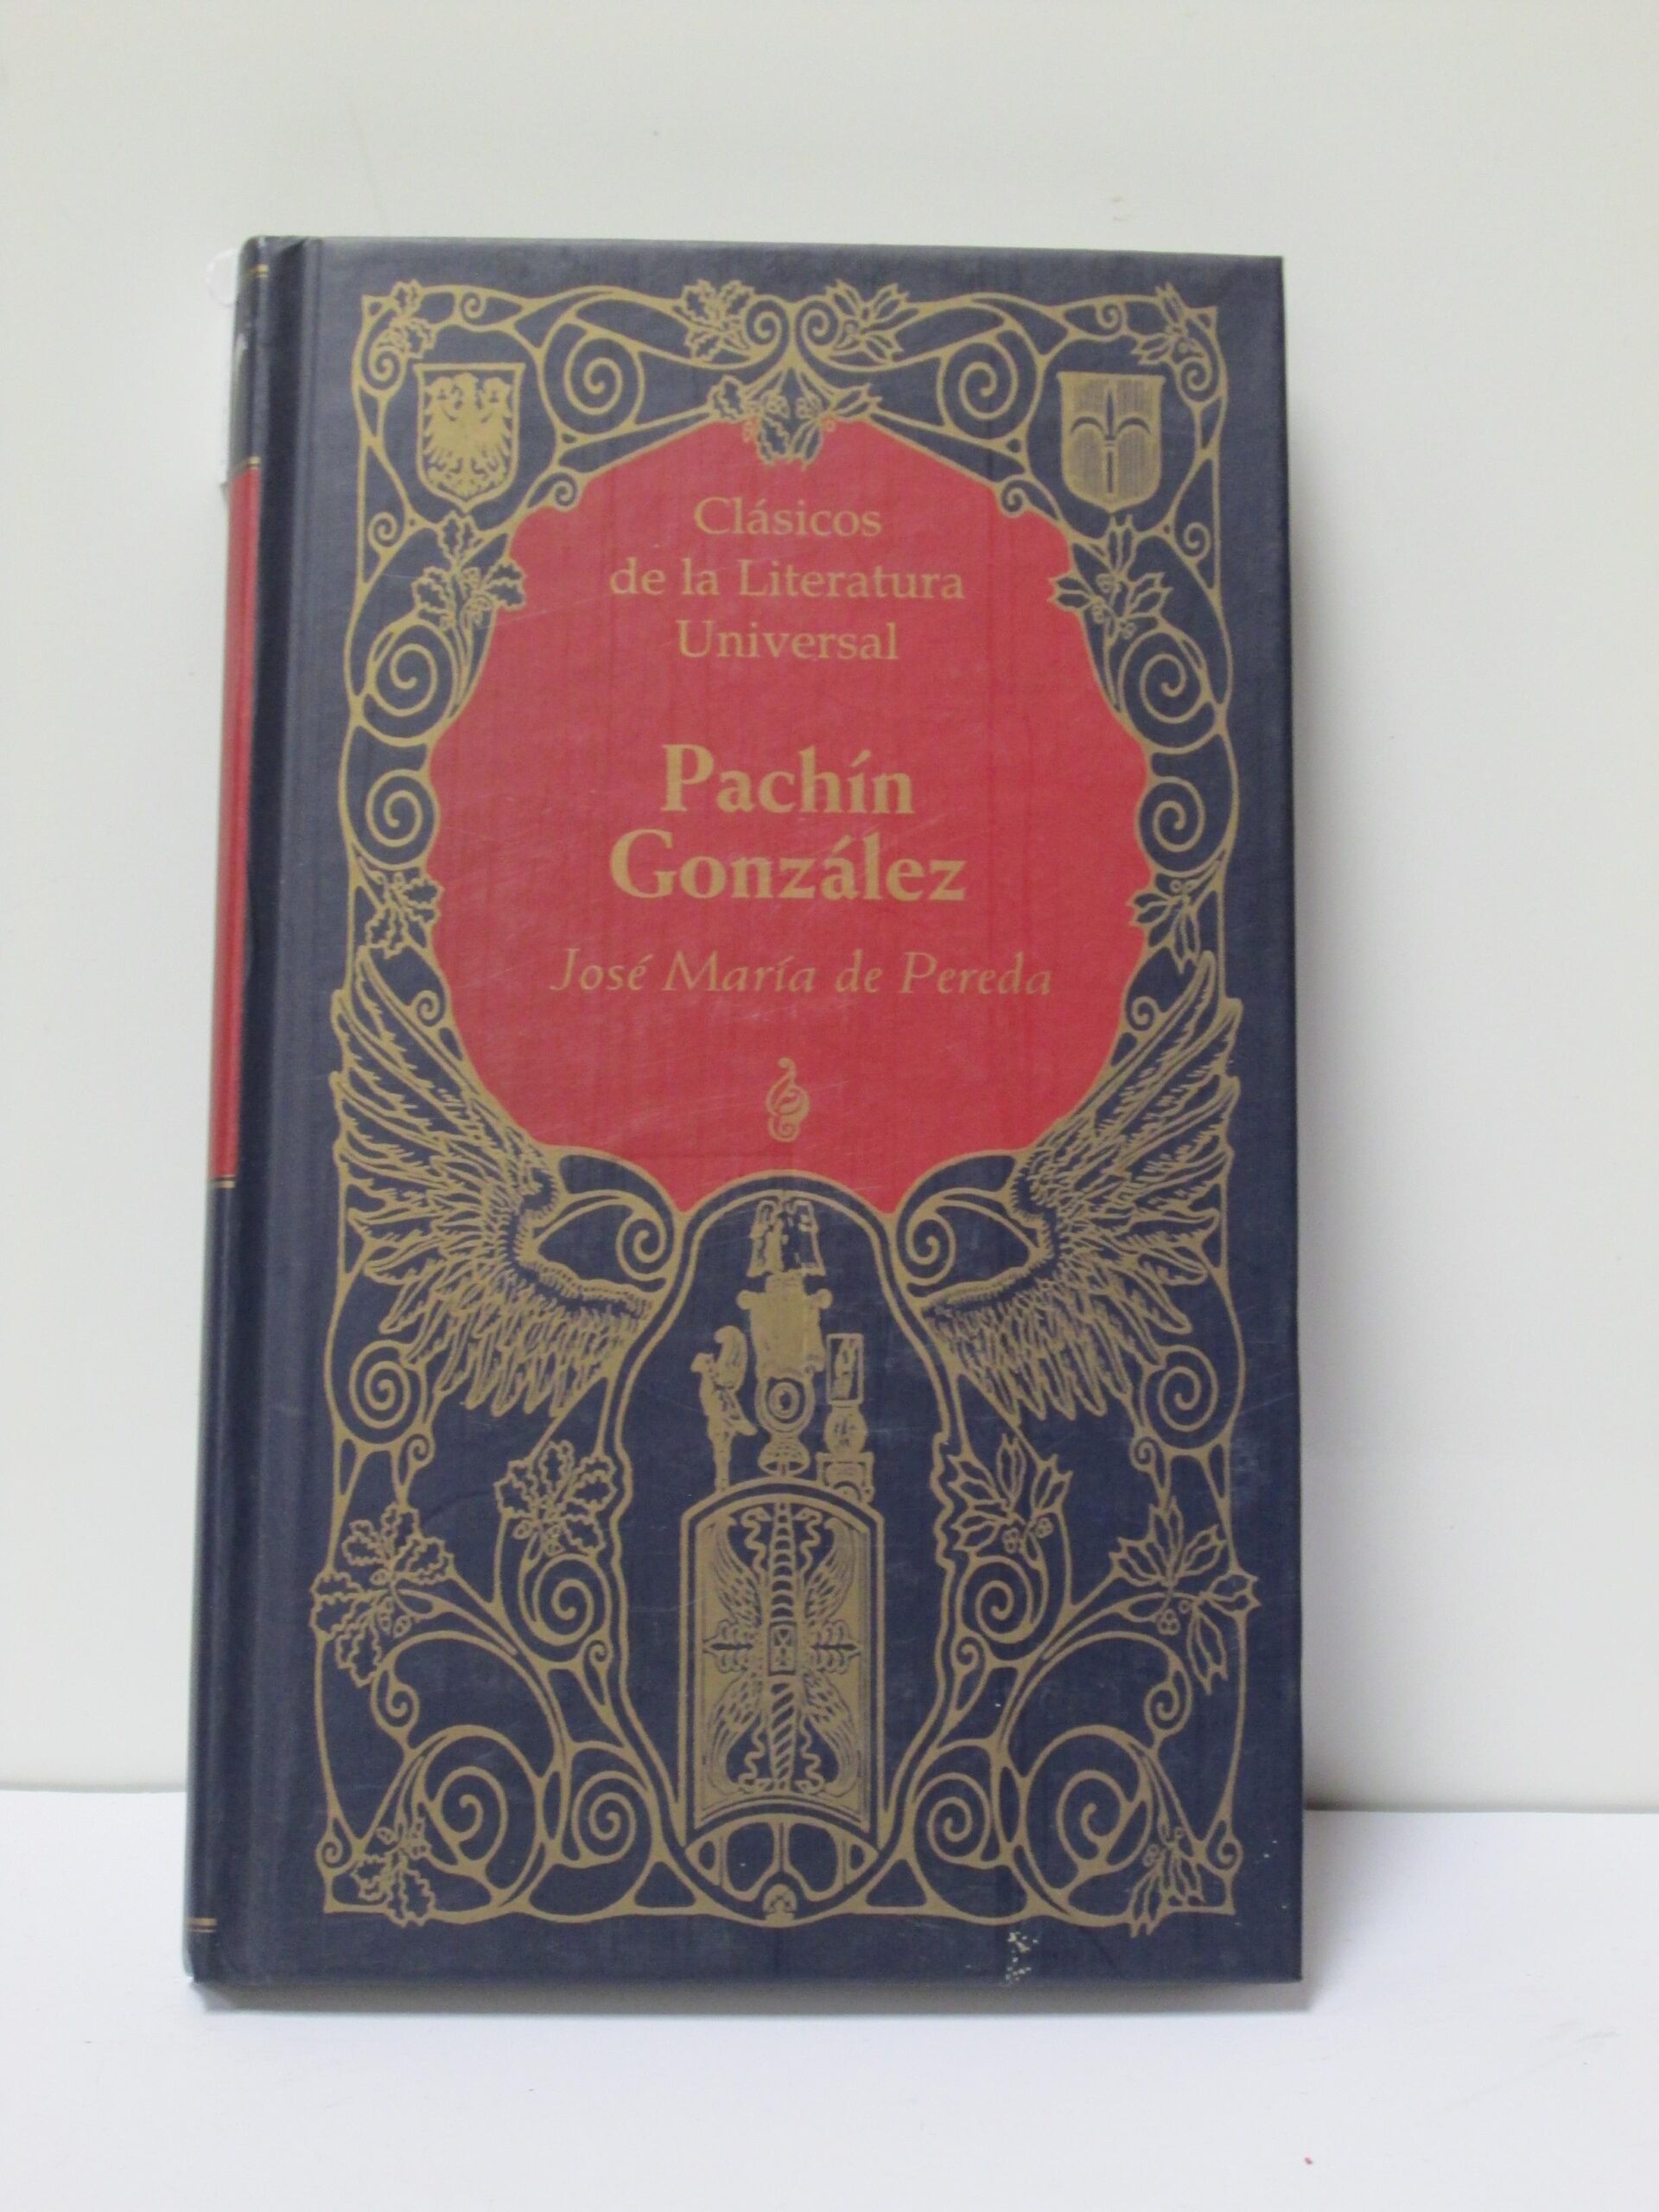 Clásicos
de la Literatura
Universal
Pachín
González
José María de Pereda